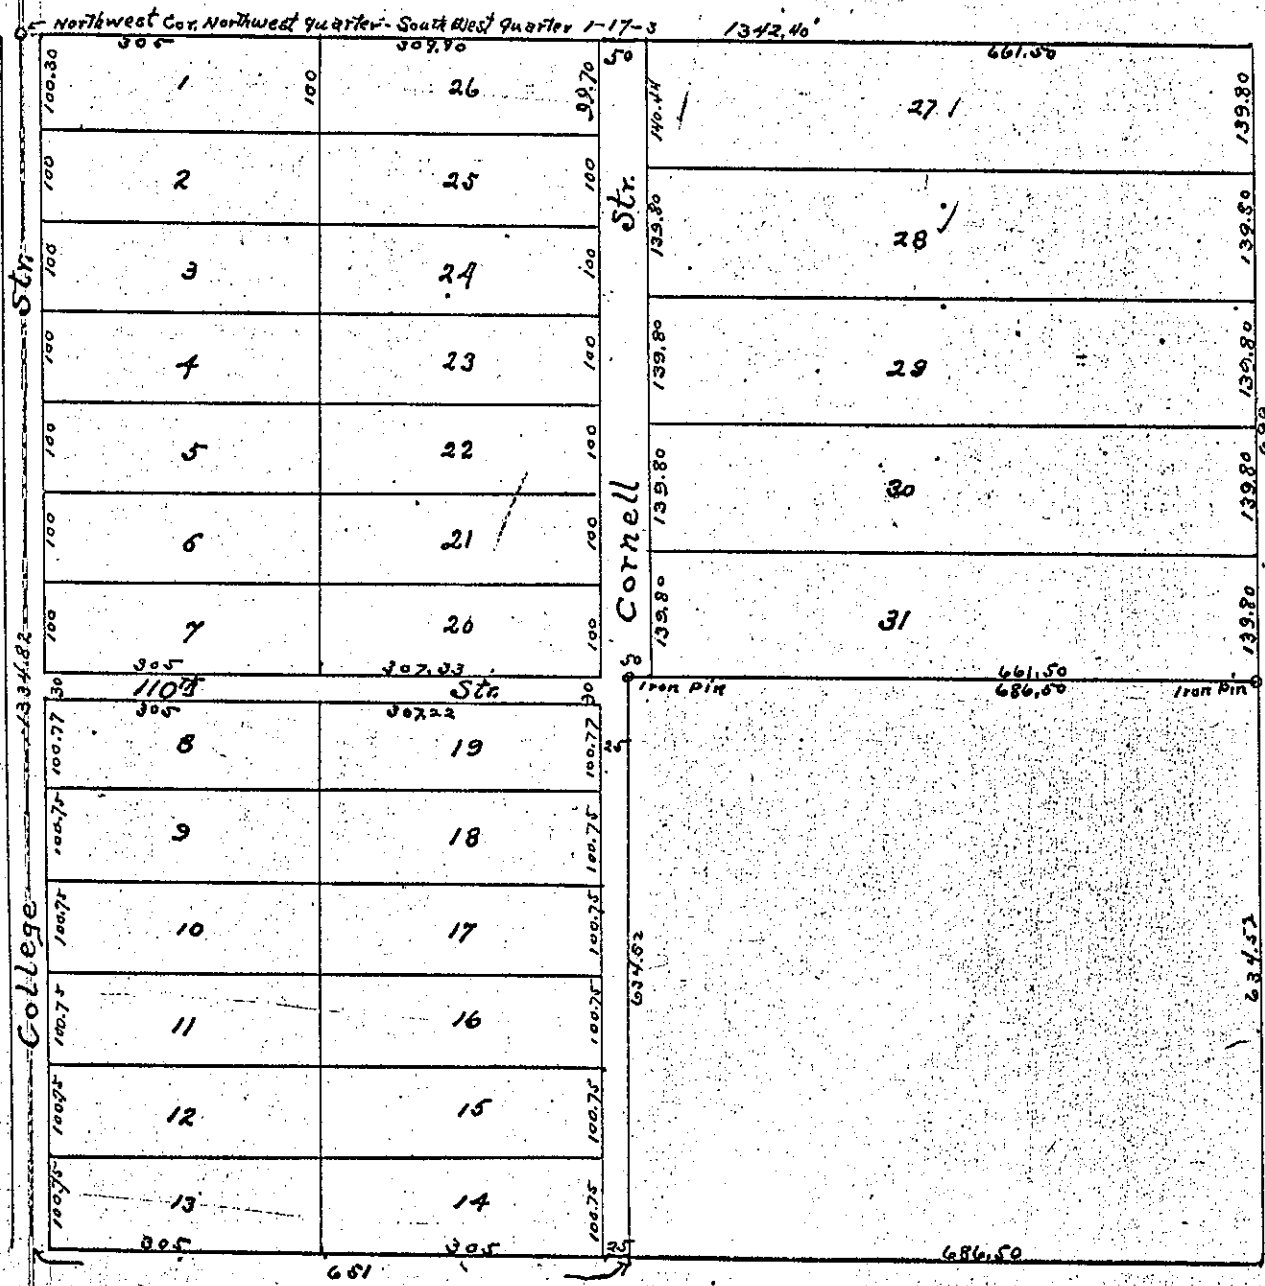 Northwest Cor. Northwest quarter - South West quarter 1-17-3 1342.40'
305 309.90 50 661.50
100.30 1 100 26 99.70 140.44 27 139.80
100 2 25 100 Str. 139.80 28 139.80
Str.
100 3 24 100
100 4 23 100 139.80 29 139.80
100 5 22 100 139.80 30 139.80
100 6 21 100 Cornell
100 7 20 100 139.80 31 139.80
305 307.33 50 661.50
1334.82
30 110th Str. 30 Iron Pin 686.50 Iron Pin
305 307.22
100.77 8 19 100.77 25
100.75 9 18 100.75
College
100.75 10 17 100.75 634.52 634.52
100.75 11 16 100.75
100.75 12 15 100.75
100.75 13 14 100.75
305 305 25 686.50
651